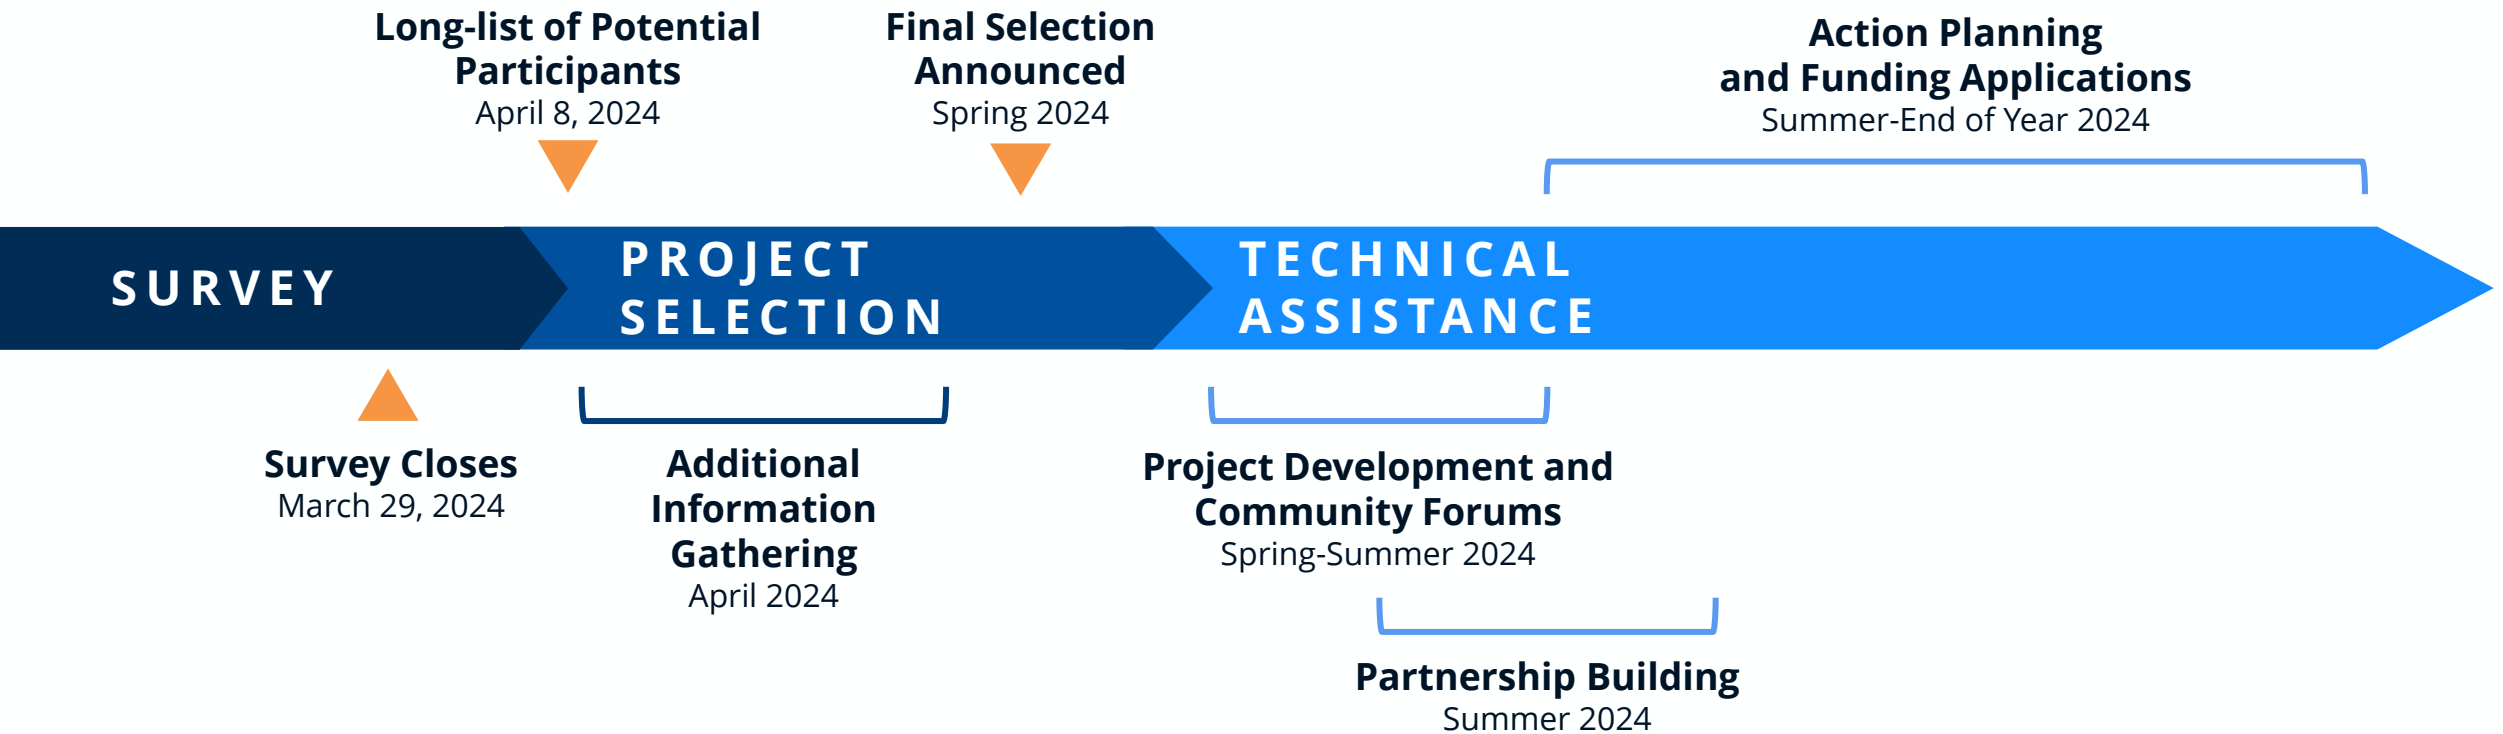 Long-list of Potential
Participants
April 8, 2024
Final Selection
Announced
Spring 2024
Action Planning
and Funding Applications
Summer-End of Year 2024
SURVEY
PROJECT
SELECTION
TECHNICAL
ASSISTANCE
Survey Closes
March 29, 2024
Additional
Information
Gathering
April 2024
Project Development and
Community Forums
Spring-Summer 2024
Partnership Building
Summer 2024